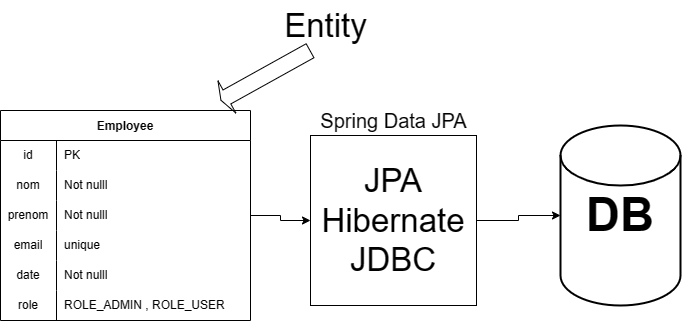 Entity
Employee
id PK
nom Not nulll
prenom Not nulll
email unique
date Not nulll
role ROLE_ADMIN , ROLE_USER
Spring Data JPA
JPA
Hibernate
JDBC
DB